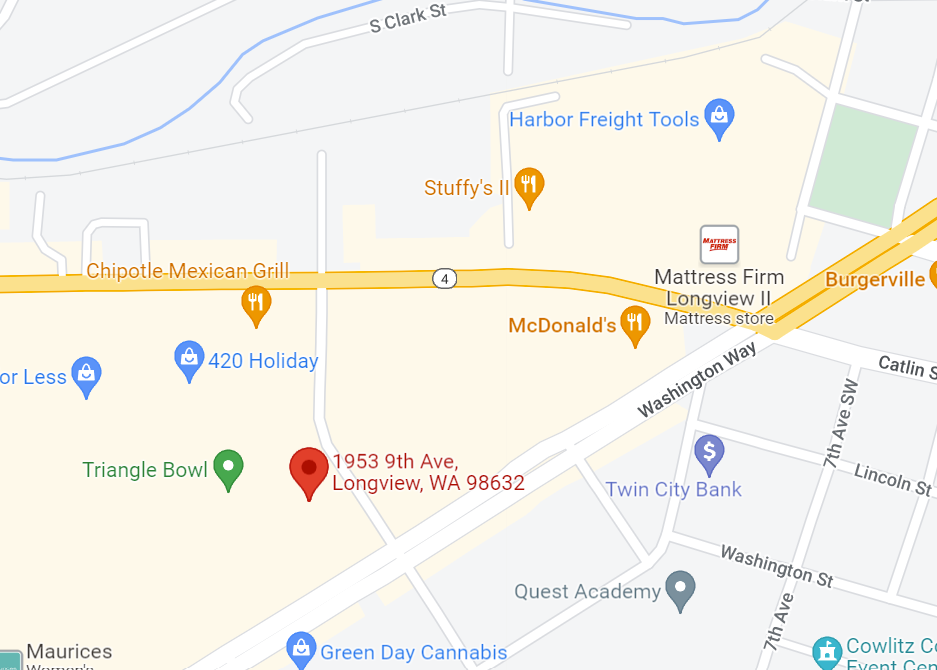 S Clark St
Harbor Freight Tools
Stuffy's II
MATTRESS
FIRM
Chipotle Mexican Grill
4
Mattress Firm
Longview II
Mattress store
Burgerville
McDonald's
Washington Way
420 Holiday
or Less
Catlin S
7th Ave SW
Triangle Bowl
1953 9th Ave,
Longview, WA 98632
$
Twin City Bank
Lincoln St
Washington St
Quest Academy
7th Ave
Maurices
Women's
Green Day Cannabis
Cowlitz Co
Event Cen